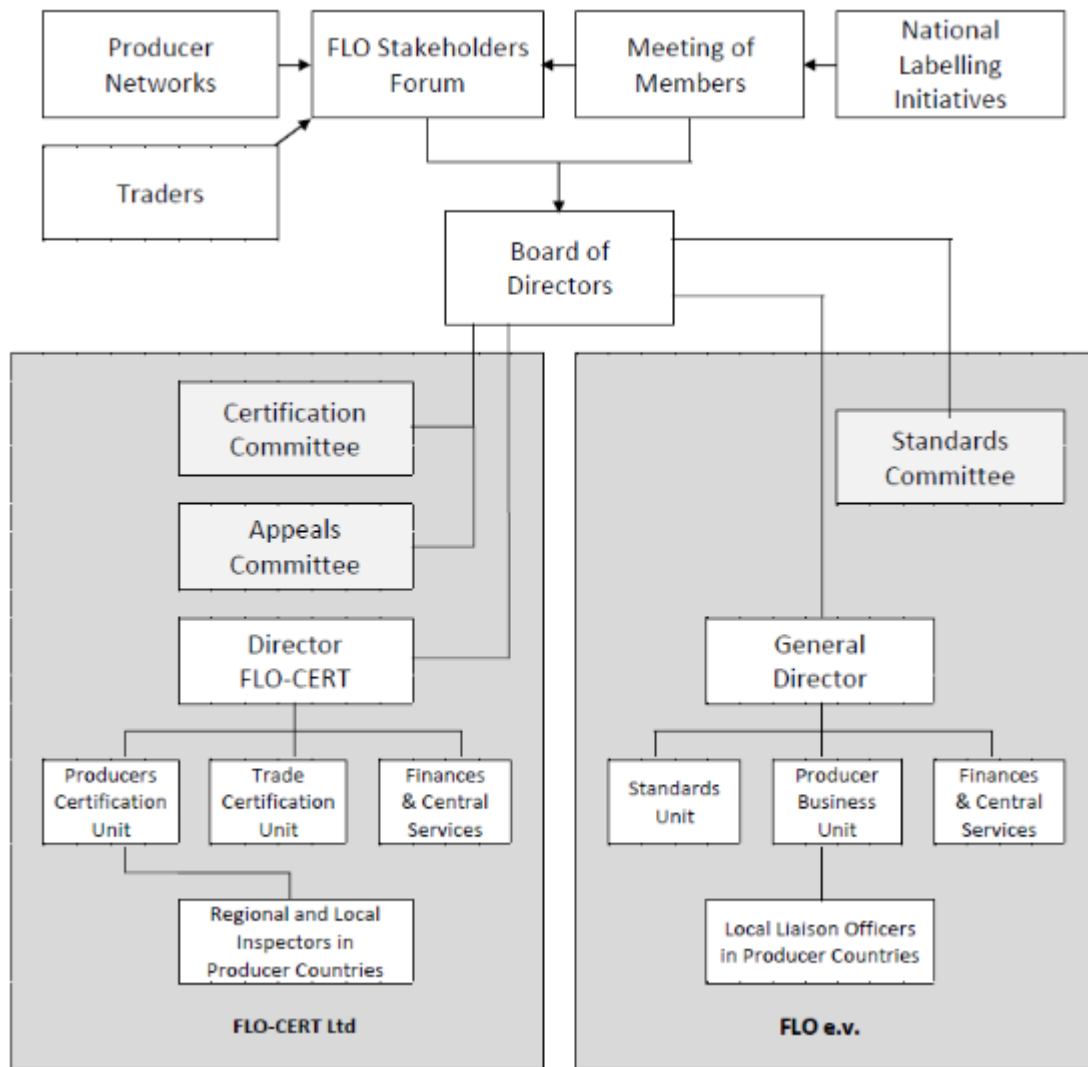 Producer
Networks
FLO Stakeholders
Forum
Meeting of
Members
National
Labelling
Initiatives
Traders
Board of
Directors
Certification
Committee
Appeals
Committee
Director
FLO-CERT
Producers
Certification
Unit
Trade
Certification
Unit
Finances
& Central
Services
Regional and Local
Inspectors in
Producer Countries
FLO-CERT Ltd
Standards
Committee
General
Director
Standards
Unit
Producer
Business
Unit
Finances
& Central
Services
Local Liaison Officers
in Producer Countries
FLO e.v.